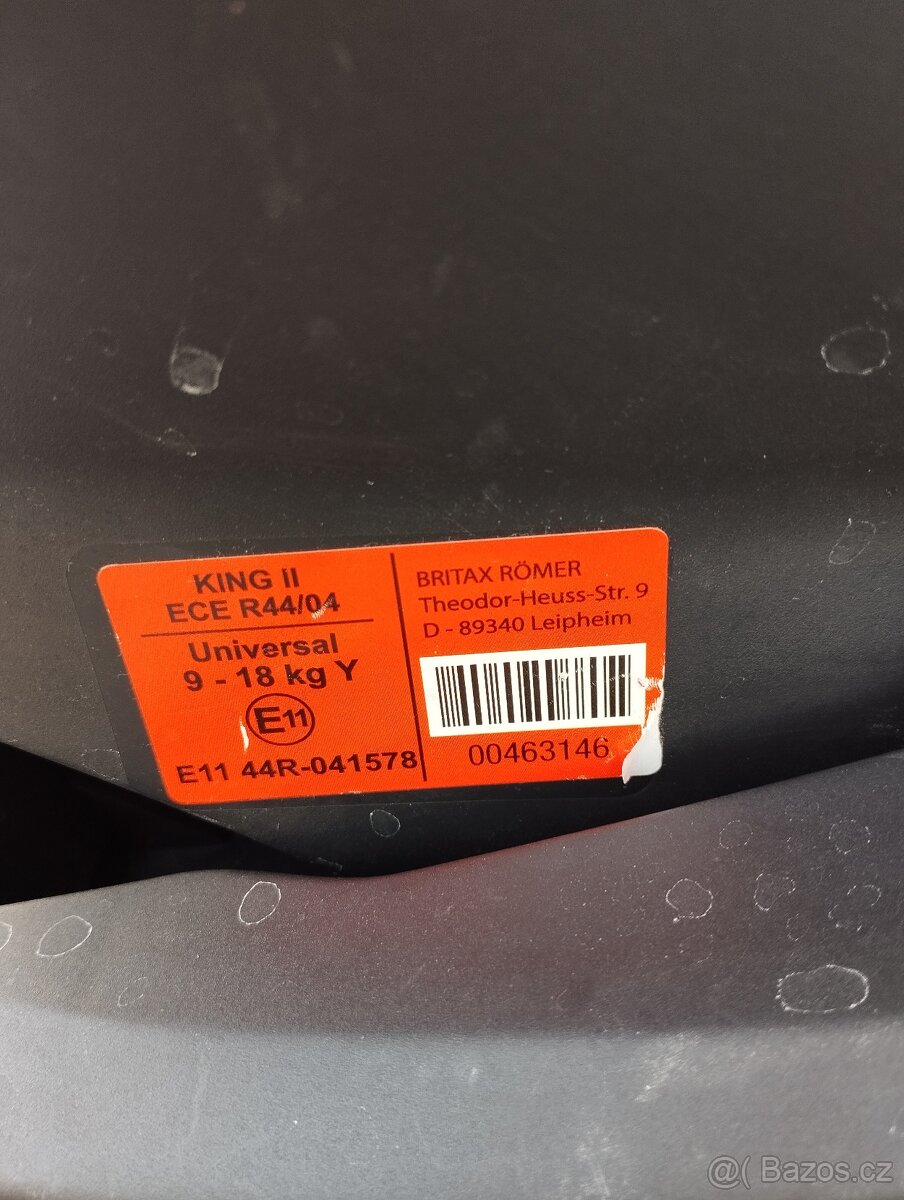 KING II
ECE R44/04
Universal
9 - 18 kg Y
E11
E11 44R-041578
BRITAX RÖMER
Theodor-Heuss-Str. 9
D - 89340 Leipheim
00463146
@( Bazos.cz